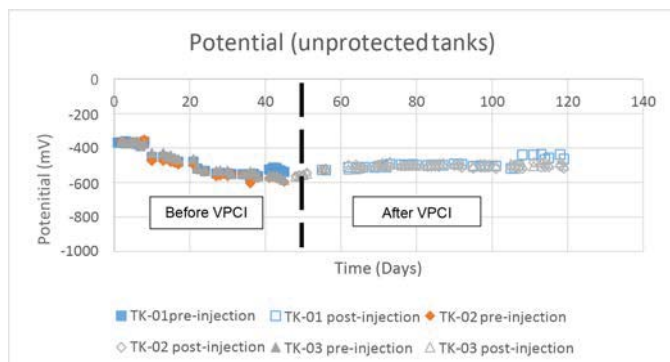 Potential (unprotected tanks)
0 20 40 60 80 100 120 140
0
-200
-400
-600
-800
-1000
Potenitial (mV)
Before VPCI After VPCI
Time (Days)
TK-01pre-injection TK-01 post-injection TK-02 pre-injection
TK-02 post-injection TK-03 pre-injection TK-03 post-injection